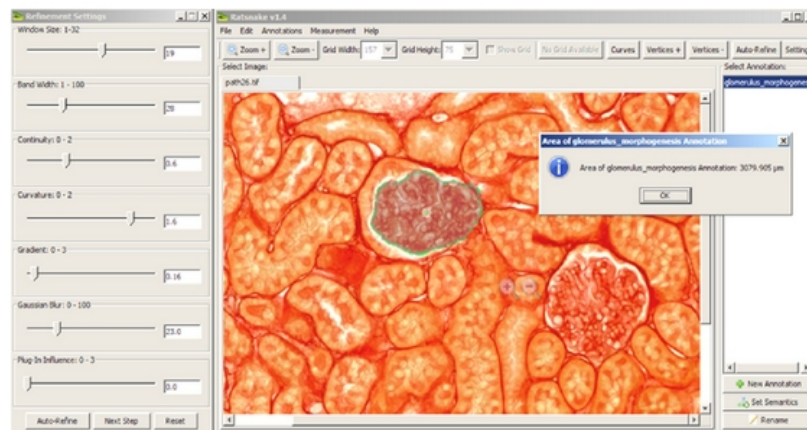 Refinement Settings
Window Size: 1-32
19
Band Width: 1 - 100
28
Continuity: 0 - 2
0.6
Curvature: 0 - 2
1.6
Gradient: 0 - 3
0.16
Gaussian Blur: 0 - 100
23.0
Plug-In Influence: 0 - 3
0.0
Auto-Refine Next Step Reset
Ratsnake v1.4
File Edit Annotations Measurement Help
Zoom + Zoom - Grid Width: 157 Grid Height: 75 Show Grid No Grid Available Curves Vertices + Vertices - Auto-Refine Setting
Select Image:
path26.tif
Select Annotation:
glomerulus_morphogenes
Area of glomerulus_morphogenesis Annotation
Area of glomerulus_morphogenesis Annotation: 3079.905 µm
OK
New Annotation
Set Semantics
Rename